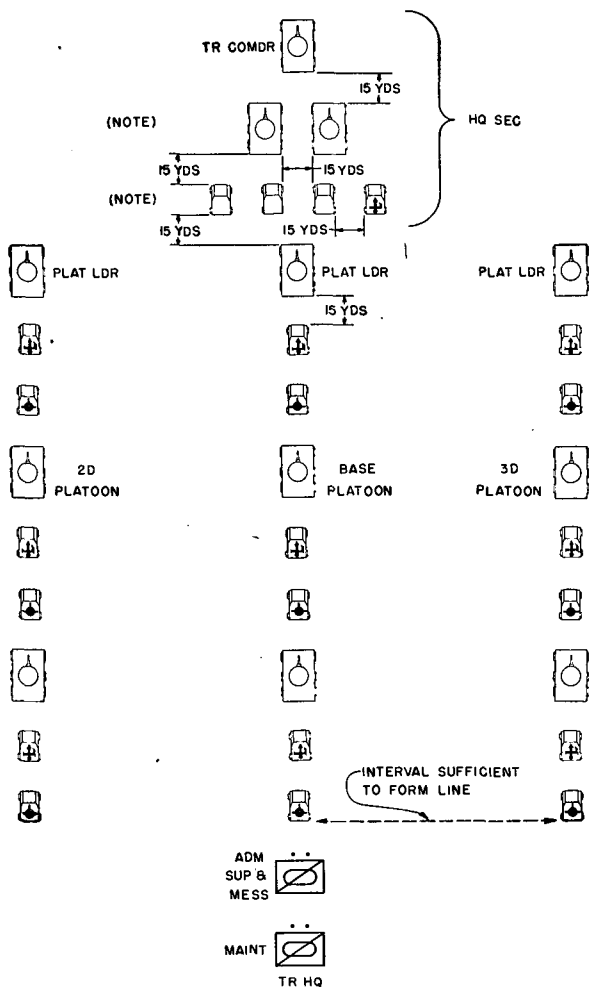 TR COMDR
15 YDS
(NOTE)
HQ SEC
15 YDS
15 YDS
(NOTE)
15 YDS
15 YDS
PLAT LDR
PLAT LDR
PLAT LDR
15 YDS
2D
PLATOON
BASE
PLATOON
3D
PLATOON
INTERVAL SUFFICIENT
TO FORM LINE
ADM
SUP &
MESS
MAINT
TR HQ